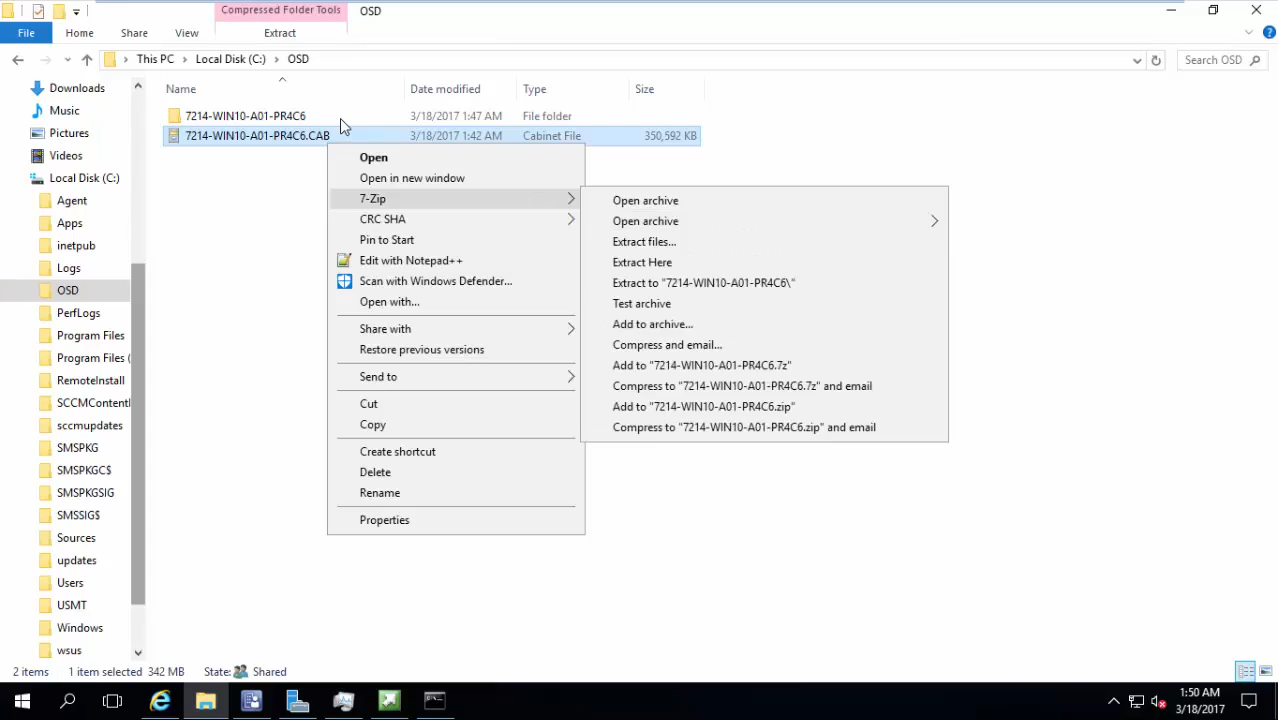 Compressed Folder Tools
OSD
File
Home
Share
View
Extract
This PC
Local Disk (C:)
OSD
Search OSD
Name
Date modified
Type
Size
7214-WIN10-A01-PR4C6
3/18/2017 1:47 AM
File folder
7214-WIN10-A01-PR4C6.CAB
3/18/2017 1:42 AM
Cabinet File
350,592 KB
Downloads
Music
Pictures
Videos
Local Disk (C:)
Agent
Apps
inetpub
Logs
OSD
PerfLogs
Program Files
Program Files (
RemoteInstall
SCCMContentl
sccmupdates
SMSPKG
SMSPKGC$
SMSPKGSIG
SMSSIG$
Sources
updates
Users
USMT
Windows
wsus
Open
Open in new window
7-Zip
CRC SHA
Pin to Start
Edit with Notepad++
Scan with Windows Defender...
Open with...
Share with
Restore previous versions
Send to
Cut
Copy
Create shortcut
Delete
Rename
Properties
Open archive
Open archive
Extract files...
Extract Here
Extract to "7214-WIN10-A01-PR4C6\"
Test archive
Add to archive...
Compress and email...
Add to "7214-WIN10-A01-PR4C6.7z"
Compress to "7214-WIN10-A01-PR4C6.7z" and email
Add to "7214-WIN10-A01-PR4C6.zip"
Compress to "7214-WIN10-A01-PR4C6.zip" and email
2 items
1 item selected
342 MB
State:
Shared
1:50 AM
3/18/2017